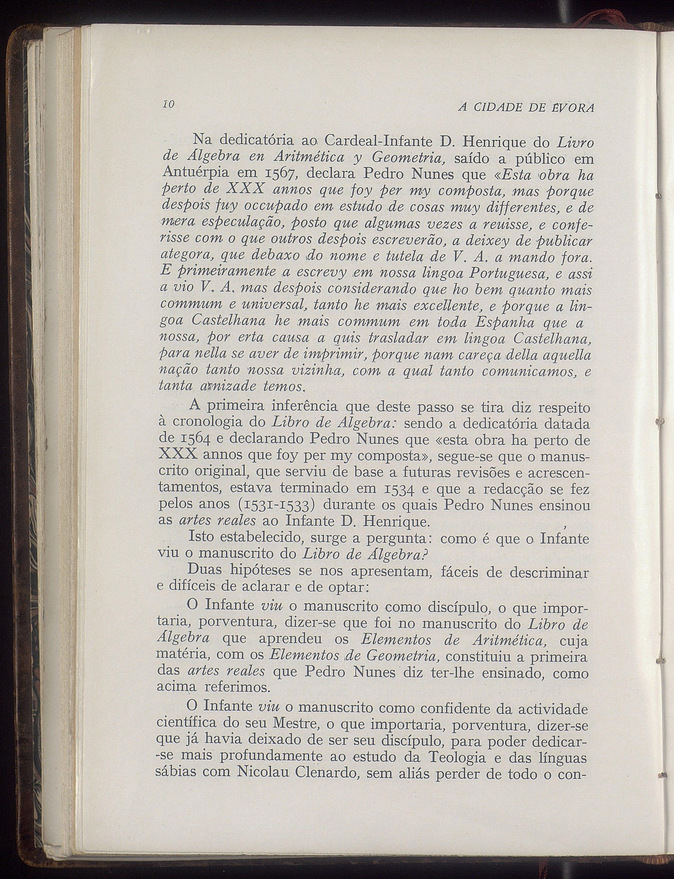 10
A CIDADE DE ÉVORA
Na dedicatória ao Cardeal-Infante D. Henrique do Livro
de Álgebra en Aritmética y Geometria, saído a público em
Antuérpia em 1567, declara Pedro Nunes que «Esta obra ha
perto de XXX annos que foy per my composta, mas porque
despois fuy occupado em estudo de cosas muy differentes, e de
mera especulação, posto que algumas vezes a reuisse, e confe-
risse com o que outros despois escreverão, a deixey de publicar
ategora, que debaxo do nome e tutela de V. A. a mando fora.
E primeiramente a escrevy em nossa lingoa Portuguesa, e assi
a vio V. A. mas despois considerando que ho bem quanto mais
commum e universal, tanto he mais excellente, e porque a lin-
goa Castelhana he mais commum em toda Espanha que a
nossa, por erta causa a quis trasladar em lingoa Castelhana,
para nella se aver de imprimir, porque nam careça della aquella
nação tanto nossa vizinha, com a qual tanto comunicamos, e
tanta amizade temos.
A primeira inferência que deste passo se tira diz respeito
à cronologia do Libro de Algebra: sendo a dedicatória datada
de 1564 e declarando Pedro Nunes que «esta obra ha perto de
XXX annos que foy per my composta», segue-se que o manus-
crito original, que serviu de base a futuras revisões e acrescen-
tamentos, estava terminado em 1534 e que a redacção se fez
pelos anos (1531-1533) durante os quais Pedro Nunes ensinou
as artes reales ao Infante D. Henrique.
Isto estabelecido, surge a pergunta: como é que o Infante
viu o manuscrito do Libro de Álgebra?
Duas hipóteses se nos apresentam, fáceis de descriminar
e difíceis de aclarar e de optar:
O Infante viu o manuscrito como discípulo, o que impor-
taria, porventura, dizer-se que foi no manuscrito do Libro de
Álgebra que aprendeu os Elementos de Aritmética, cuja
matéria, com os Elementos de Geometria, constituiu a primeira
das artes reales que Pedro Nunes diz ter-lhe ensinado, como
acima referimos.
O Infante viu o manuscrito como confidente da actividade
científica do seu Mestre, o que importaria, porventura, dizer-se
que já havia deixado de ser seu discípulo, para poder dedicar-
-se mais profundamente ao estudo da Teologia e das línguas
sábias com Nicolau Clenardo, sem aliás perder de todo o con-